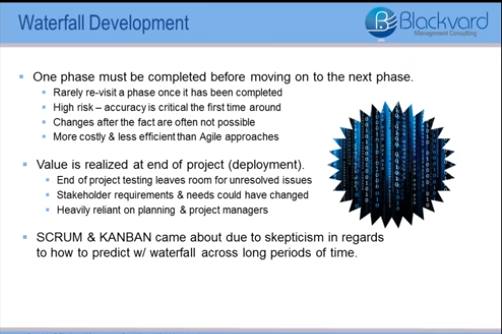 Waterfall Development
Blackvard
Management Consulting
One phase must be completed before moving on to the next phase.
Rarely re-visit a phase once it has been completed
High risk – accuracy is critical the first time around
Changes after the fact are often not possible
More costly & less efficient than Agile approaches
Value is realized at end of project (deployment).
End of project testing leaves room for unresolved issues
Stakeholder requirements & needs could have changed
Heavily reliant on planning & project managers
SCRUM & KANBAN came about due to skepticism in regards
to how to predict w/ waterfall across long periods of time.